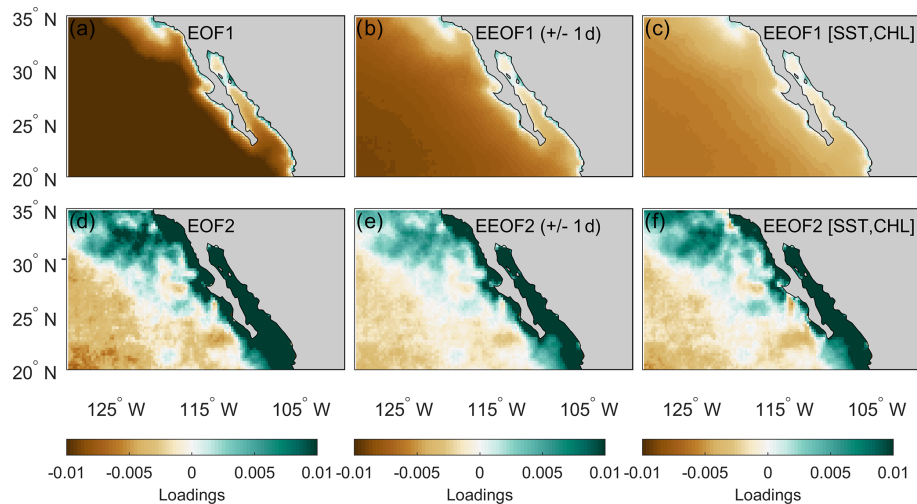 35° N
30° N
25° N
20° N
(a) EOF1
(b) EEOF1 (+/- 1d)
(c) EEOF1 [SST,CHL]
35° N
30° N
25° N
20° N
(d) EOF2
(e) EEOF2 (+/- 1d)
(f) EEOF2 [SST,CHL]
125° W 115° W 105° W
125° W 115° W 105° W
125° W 115° W 105° W
-0.01 -0.005 0 0.005 0.01
-0.01 -0.005 0 0.005 0.01
-0.01 -0.005 0 0.005 0.01
Loadings
Loadings
Loadings